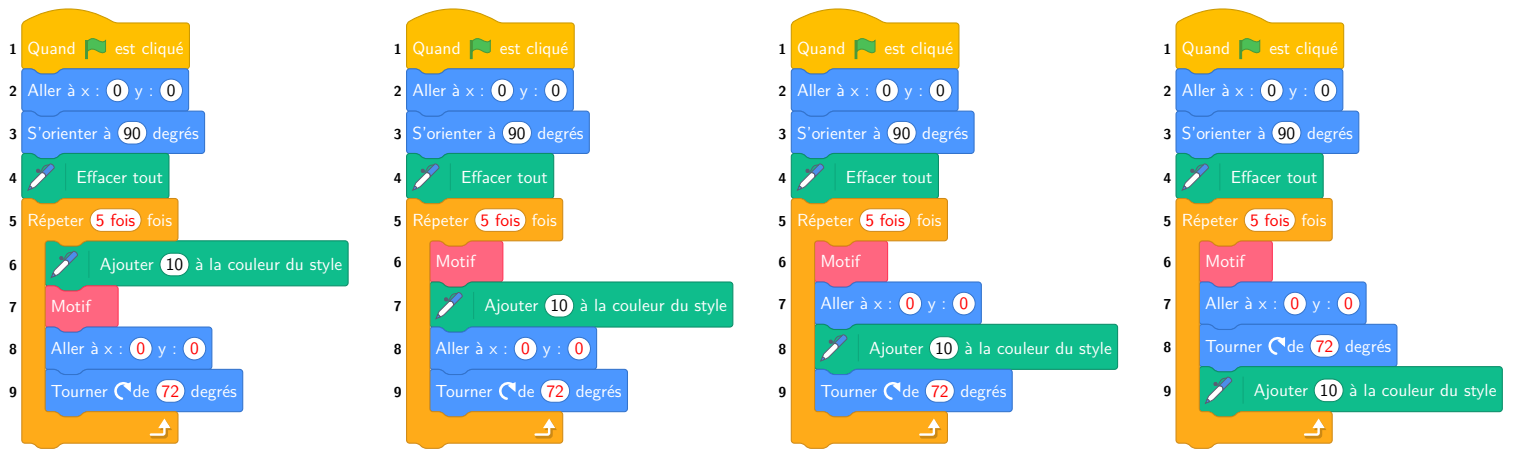 1 Quand est cliqué
2 Aller à x : 0 y : 0
3 S'orienter à 90 degrés
4 Effacer tout
5 Répeter 5 fois fois
6 Ajouter 10 à la couleur du style
7 Motif
8 Aller à x : 0 y : 0
9 Tourner de 72 degrés
1 Quand est cliqué
2 Aller à x : 0 y : 0
3 S'orienter à 90 degrés
4 Effacer tout
5 Répeter 5 fois fois
6 Motif
7 Ajouter 10 à la couleur du style
8 Aller à x : 0 y : 0
9 Tourner de 72 degrés
1 Quand est cliqué
2 Aller à x : 0 y : 0
3 S'orienter à 90 degrés
4 Effacer tout
5 Répeter 5 fois fois
6 Motif
7 Aller à x : 0 y : 0
8 Ajouter 10 à la couleur du style
9 Tourner de 72 degrés
1 Quand est cliqué
2 Aller à x : 0 y : 0
3 S'orienter à 90 degrés
4 Effacer tout
5 Répeter 5 fois fois
6 Motif
7 Aller à x : 0 y : 0
8 Tourner de 72 degrés
9 Ajouter 10 à la couleur du style